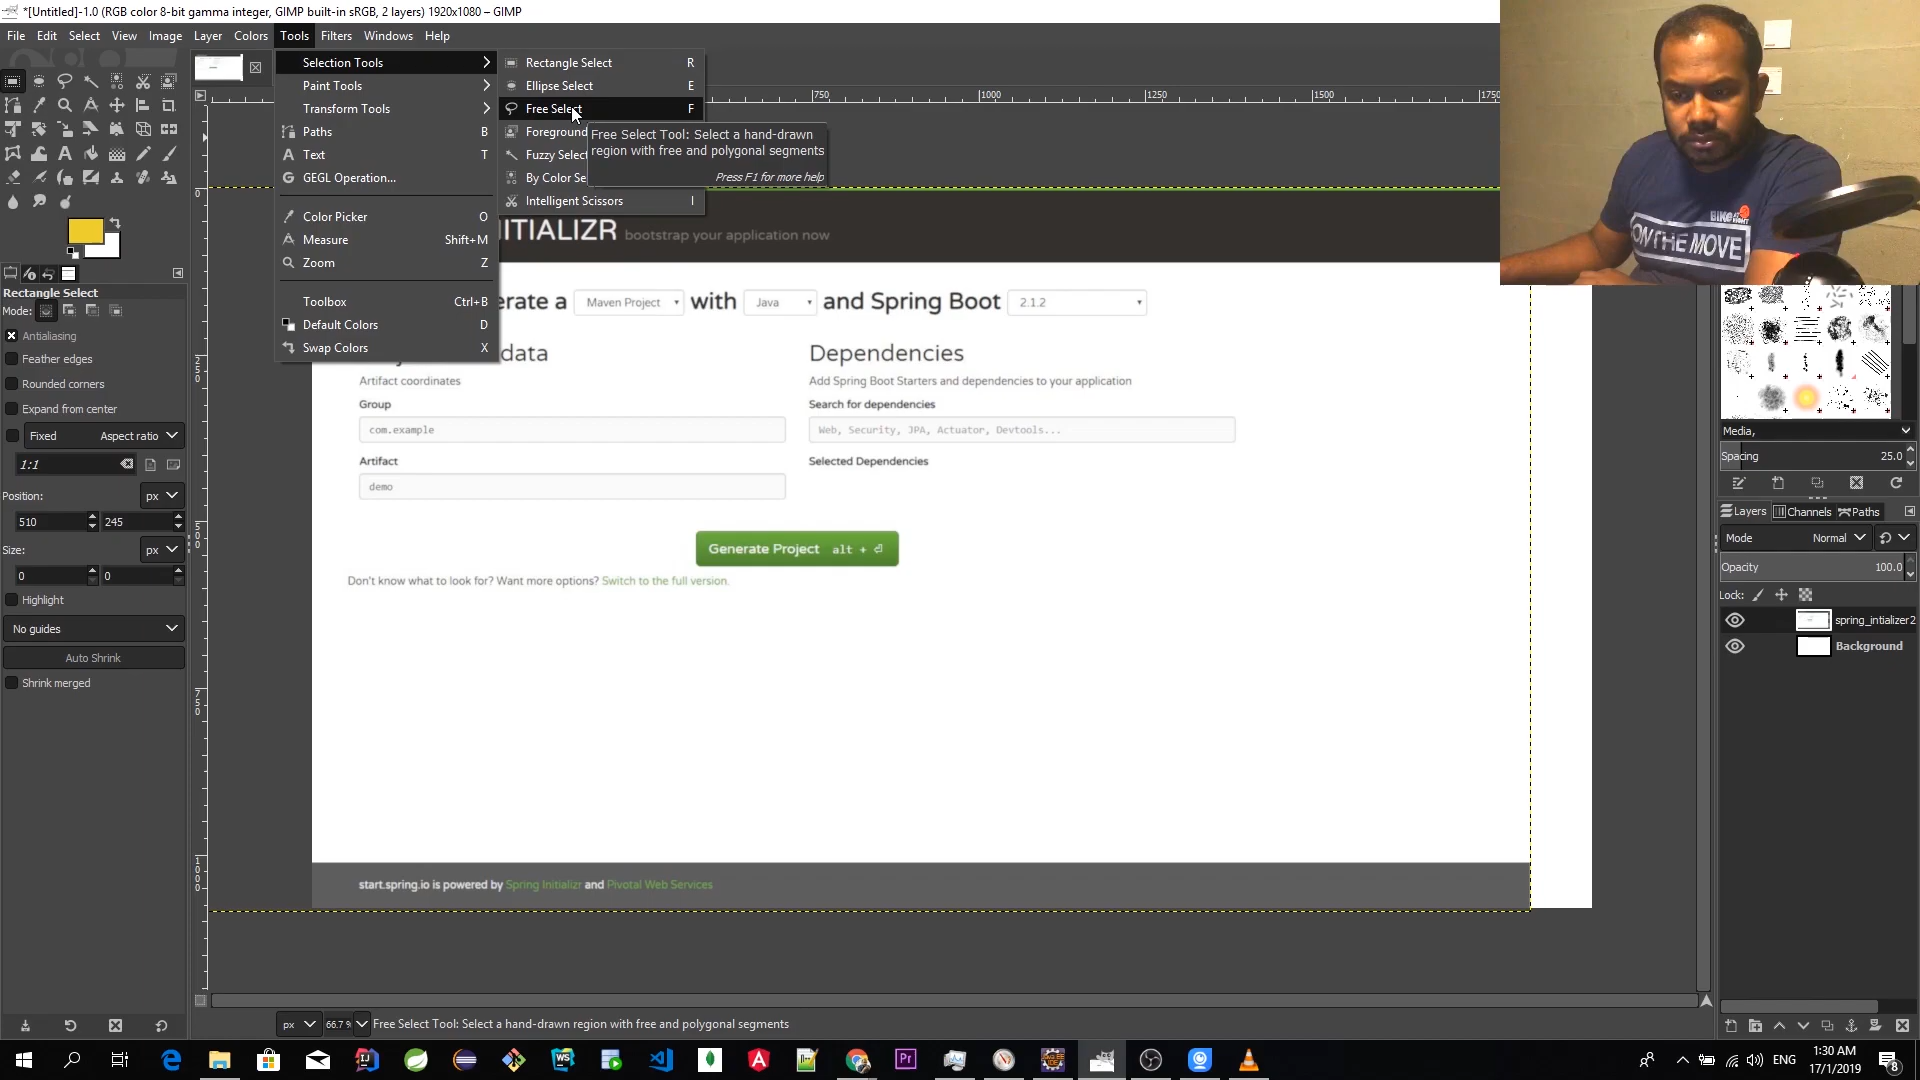 *[Untitled]-1.0 (RGB color 8-bit gamma integer, GIMP built-in sRGB, 2 layers) 1920x1080 – GIMP
File Edit Select View Image Layer Colors Tools Filters Windows Help
Selection Tools
Paint Tools
Transform Tools
Paths B
Text T
GEGL Operation...
Color Picker O
Measure Shift+M
Zoom Z
Toolbox Ctrl+B
Default Colors D
Swap Colors X
Rectangle Select R
Ellipse Select E
Free Select F
Foreground
Fuzzy Select
By Color Se
Intelligent Scissors I
Free Select Tool: Select a hand-drawn
region with free and polygonal segments
Press F1 for more help
750 1000 1250 1500 1750
0
250
500
750
1000
Rectangle Select
Mode:
Antialiasing
Feather edges
Rounded corners
Expand from center
Fixed Aspect ratio
1:1
Position: px
510 245
Size: px
0 0
Highlight
No guides
Auto Shrink
Shrink merged
ITIALIZR bootstrap your application now
erate a Maven Project with Java and Spring Boot 2.1.2
data
Artifact coordinates
Group
com.example
Artifact
demo
Dependencies
Add Spring Boot Starters and dependencies to your application
Search for dependencies
Web, Security, JPA, Actuator, Devtools...
Selected Dependencies
Generate Project alt +
Don't know what to look for? Want more options? Switch to the full version.
start.spring.io is powered by Spring Initializr and Pivotal Web Services
BIKE
ON THE MOVE
Media,
Spacing 25.0
Layers Channels Paths
Mode Normal
Opacity 100.0
Lock:
spring_intializer2
Background
px 66.7 % Free Select Tool: Select a hand-drawn region with free and polygonal segments
ENG
1:30 AM
17/1/2019
8